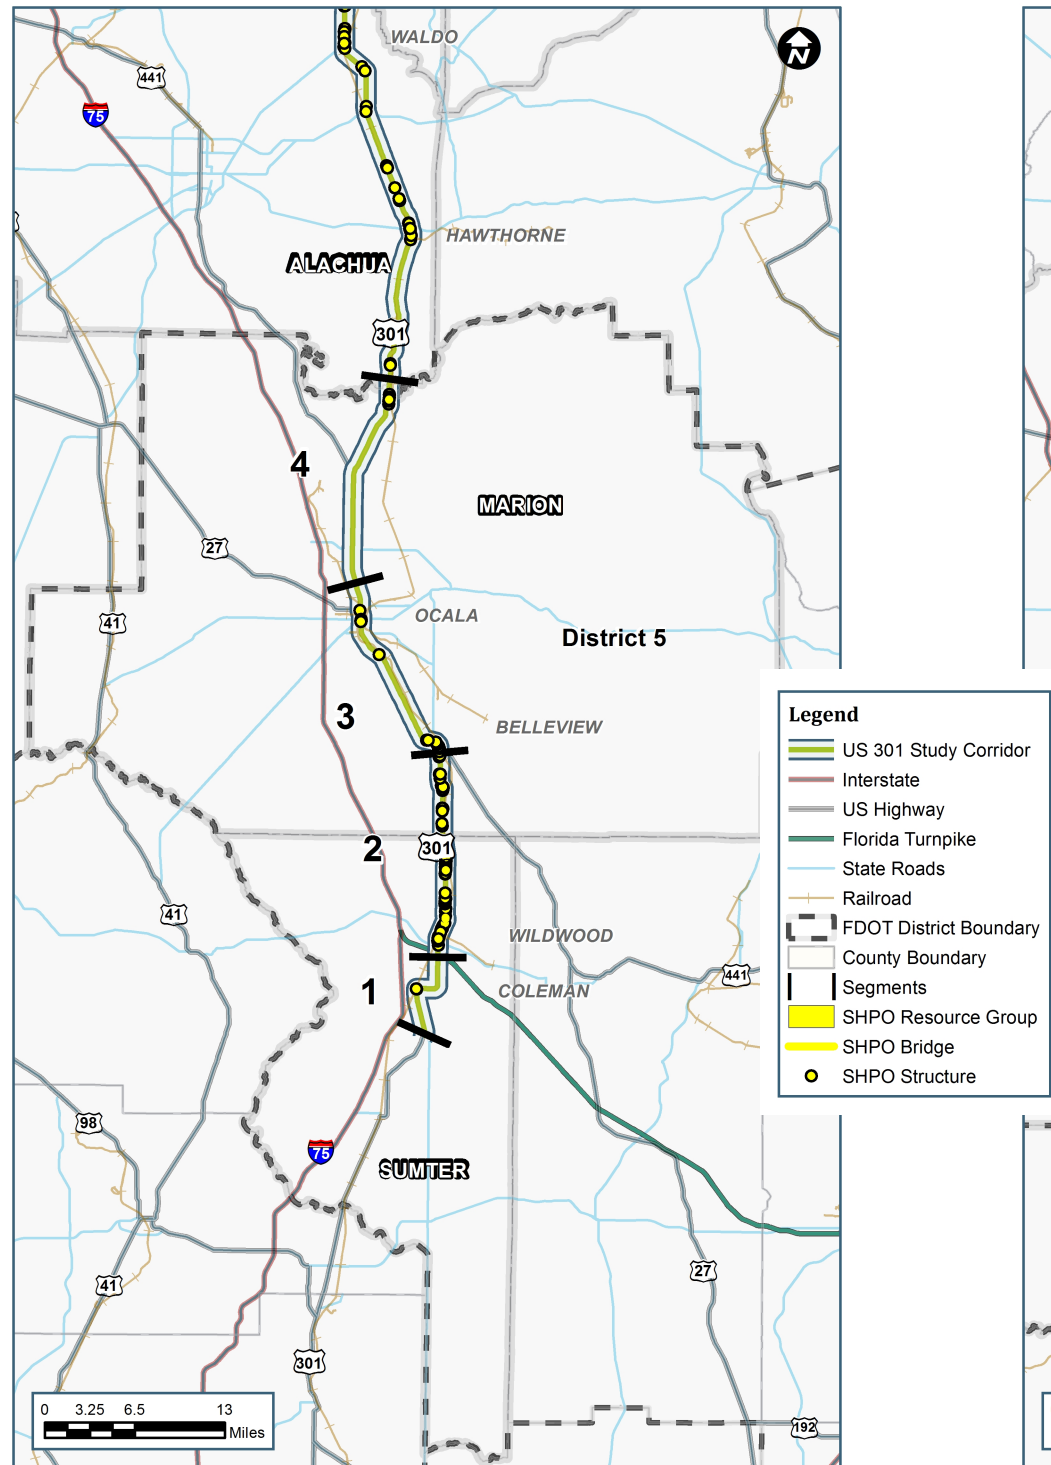 WALDO
N
441
75
HAWTHORNE
ALACHUA
301
4
MARION
27
OCALA
41
District 5
3
BELLEVIEW
Legend
US 301 Study Corridor
Interstate
US Highway
Florida Turnpike
State Roads
Railroad
FDOT District Boundary
County Boundary
Segments
SHPO Resource Group
SHPO Bridge
SHPO Structure
301
2
41
WILDWOOD
441
1
COLEMAN
98
75
SUMTER
27
41
301
0 3.25 6.5 13
Miles
192